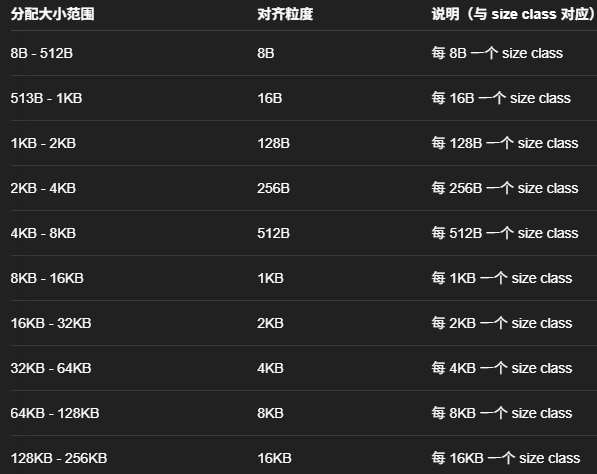 分配大小范围 对齐粒度 说明（与 size class 对应）
8B - 512B 8B 每 8B 一个 size class
513B - 1KB 16B 每 16B 一个 size class
1KB - 2KB 128B 每 128B 一个 size class
2KB - 4KB 256B 每 256B 一个 size class
4KB - 8KB 512B 每 512B 一个 size class
8KB - 16KB 1KB 每 1KB 一个 size class
16KB - 32KB 2KB 每 2KB 一个 size class
32KB - 64KB 4KB 每 4KB 一个 size class
64KB - 128KB 8KB 每 8KB 一个 size class
128KB - 256KB 16KB 每 16KB 一个 size class